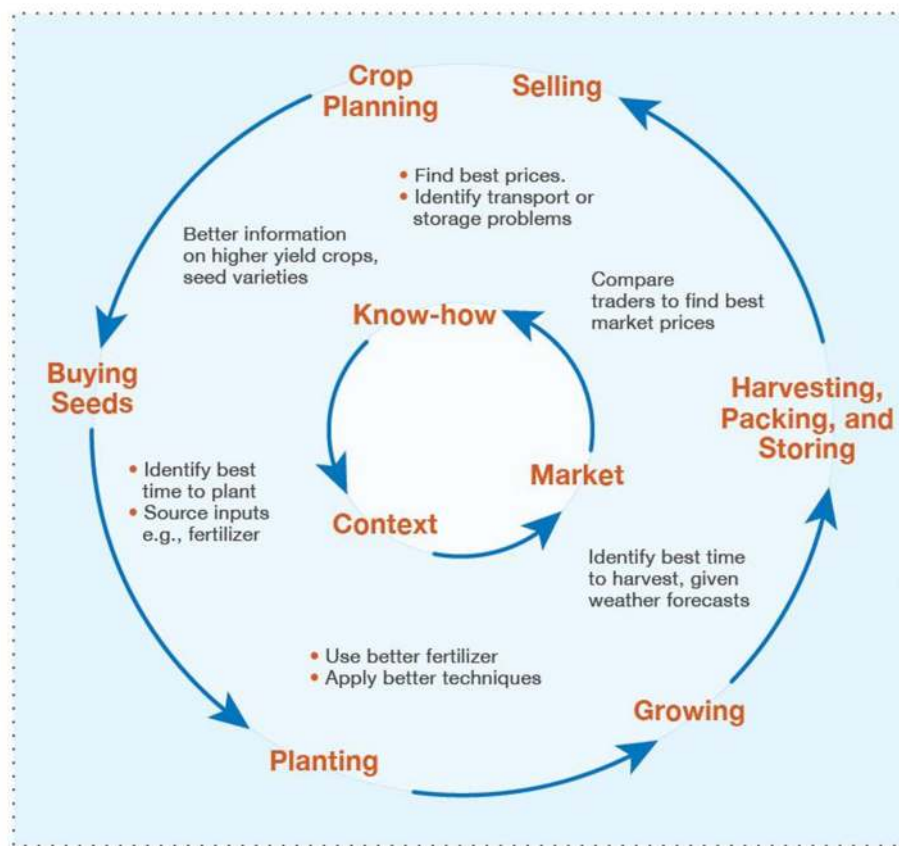 Crop
Planning
Selling
• Find best prices.
• Identify transport or
storage problems
Better information
on higher yield crops,
seed varieties
Compare
traders to find best
market prices
Know-how
Buying
Seeds
Harvesting,
Packing, and
Storing
• Identify best
time to plant
• Source inputs
e.g., fertilizer
Market
Context
Identify best time
to harvest, given
weather forecasts
• Use better fertilizer
• Apply better techniques
Growing
Planting